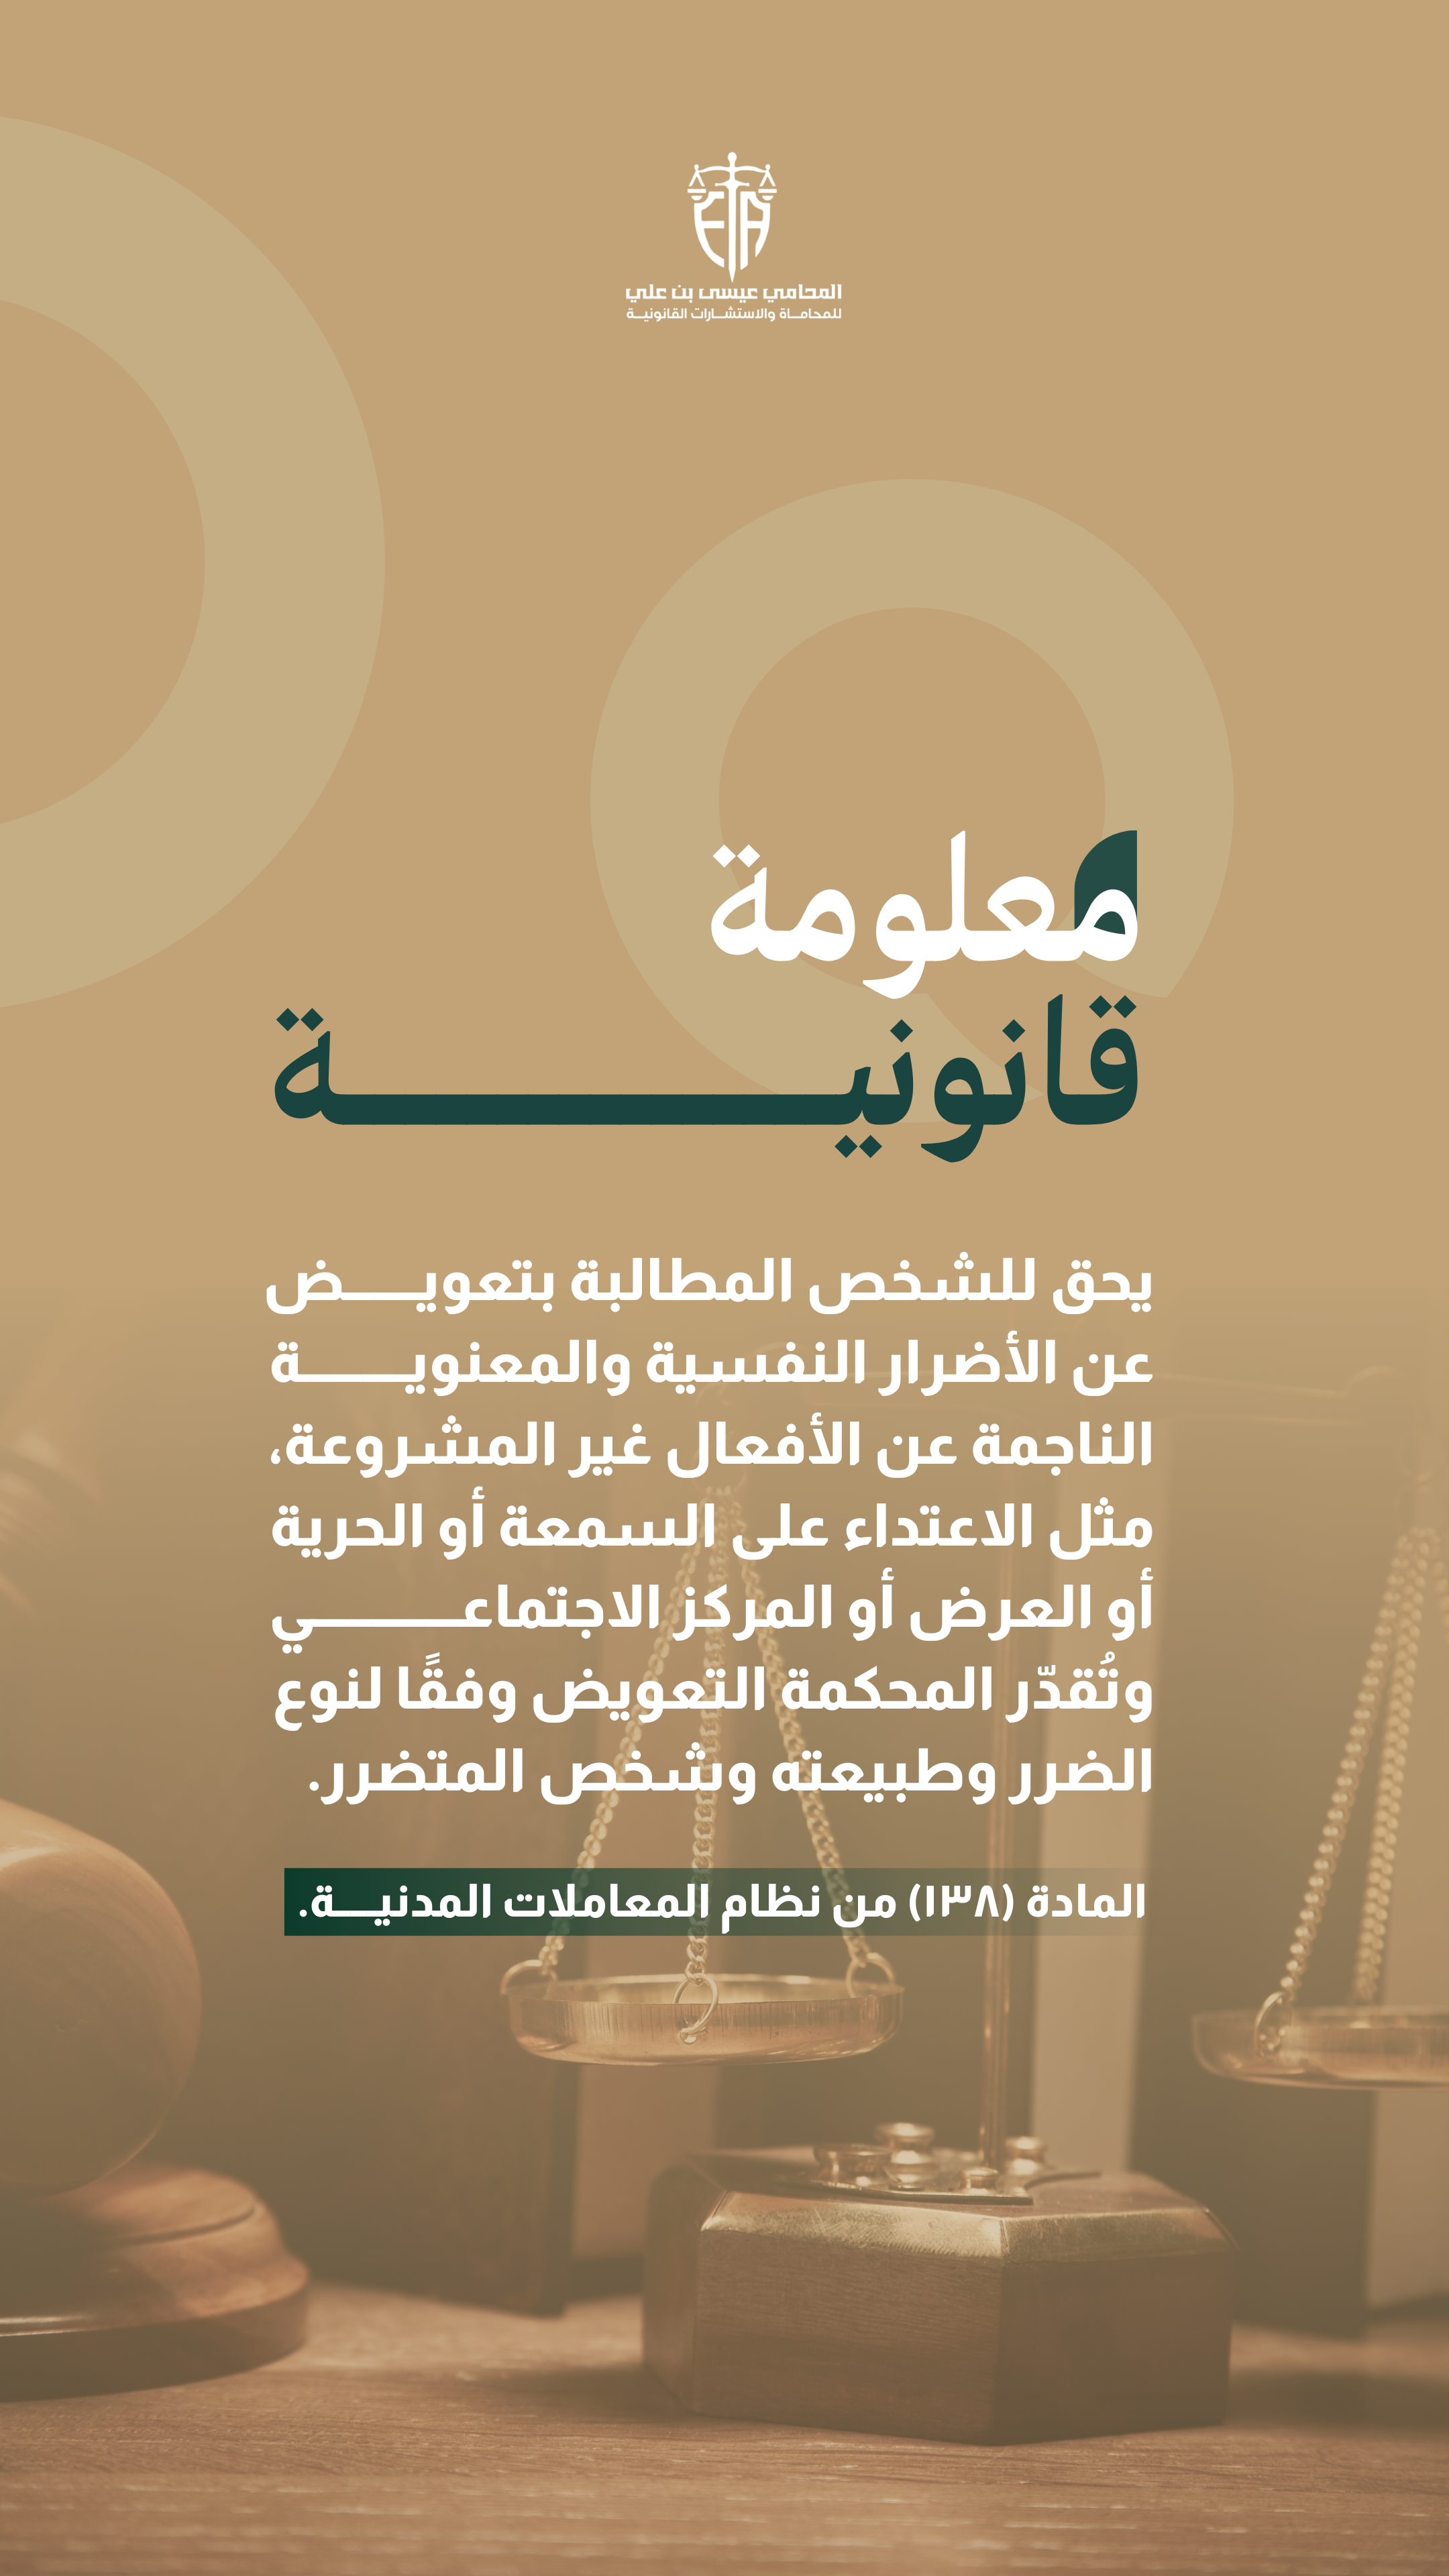 المحامي عيسى بن علي
للمحاماة والاستشارات القانونية
معلومة
قانونية
يحق للشخص المطالبة بتعويض
عن الأضرار النفسية والمعنوية
الناجمة عن الأفعال غير المشروعة،
مثل الاعتداء على السمعة أو الحرية
أو العرض أو المركز الاجتماعي
وتُقدّر المحكمة التعويض وفقًا لنوع
الضرر وطبيعته وشخص المتضرر.
المادة (١٣٨) من نظام المعاملات المدنية.